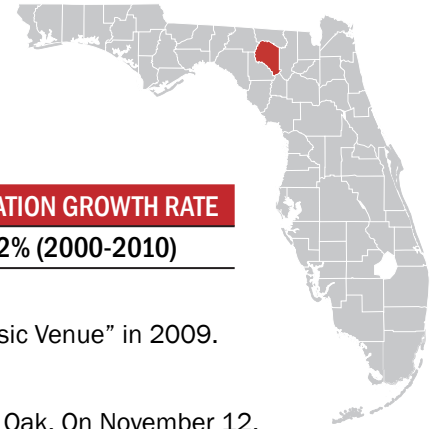 ATION GROWTH RATE
2% (2000-2010)
sic Venue” in 2009.
Oak. On November 12,